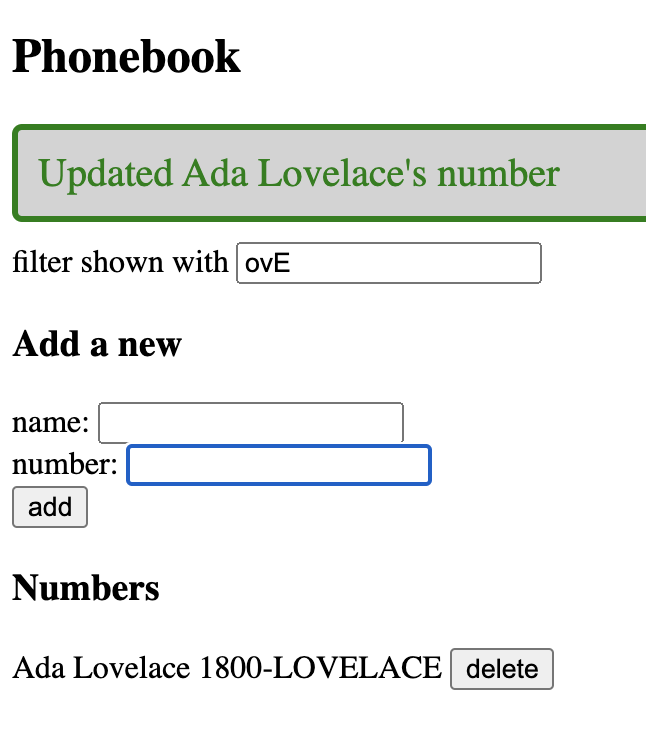 Phonebook
Updated Ada Lovelace's number
filter shown with ovE
Add a new
name:
number:
add
Numbers
Ada Lovelace 1800-LOVELACE delete